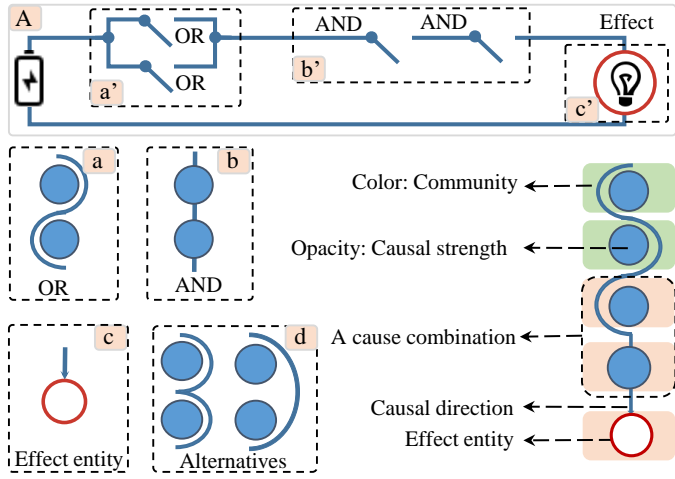 A
AND
AND
Effect
OR
OR
a’
b’
c’
a
b
Color: Community
Opacity: Causal strength
OR
AND
c
d
A cause combination
Causal direction
Effect entity
Effect entity
Alternatives